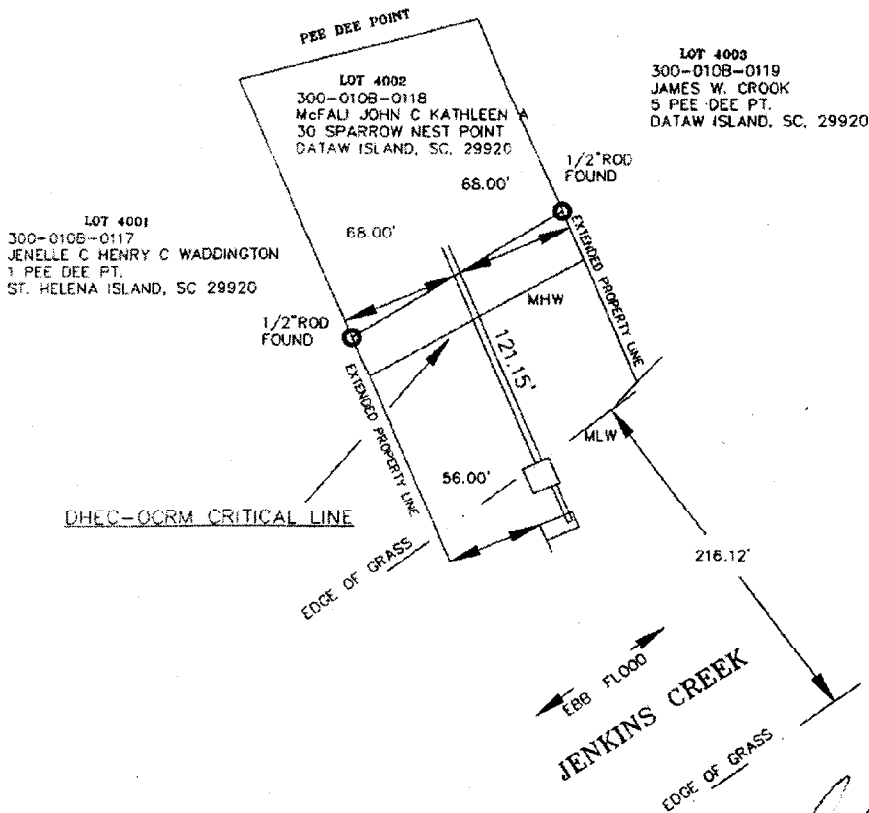 PEE DEE POINT
LOT 4002
300-010B-0118
McFALL JOHN C KATHLEEN A
30 SPARROW NEST POINT
DATAW ISLAND, SC, 29920
LOT 4003
300-010B-0119
JAMES W. CROOK
5 PEE DEE PT.
DATAW ISLAND, SC, 29920
1/2"ROD
FOUND
68.00'
68.00'
LOT 4001
300-010B-0117
JENELLE C HENRY C WADDINGTON
1 PEE DEE PT.
ST. HELENA ISLAND, SC 29920
1/2"ROD
FOUND
EXTENDED PROPERTY LINE
MHW
121.15'
EXTENDED PROPERTY LINE
MLW
56.00'
DHEC-OCRM CRITICAL LINE
EDGE OF GRASS
216.12'
EBB FLOOD
JENKINS CREEK
EDGE OF GRASS